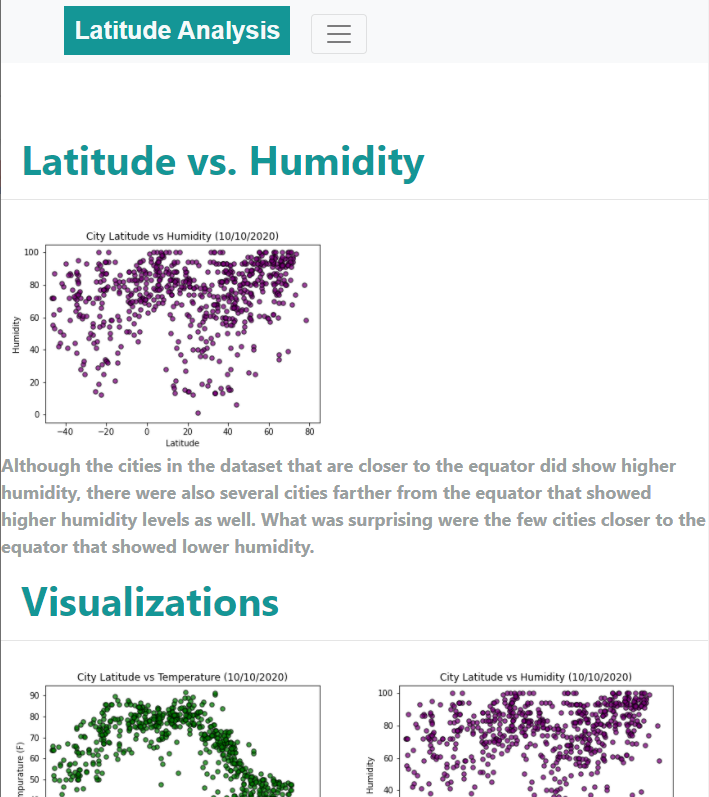 Latitude Analysis
Latitude vs. Humidity
City Latitude vs Humidity (10/10/2020)
100
80
60
40
20
0
Humidity
−40 −20 0 20 40 60 80
Latitude
Although the cities in the dataset that are closer to the equator did show higher
humidity, there were also several cities farther from the equator that showed
higher humidity levels as well. What was surprising were the few cities closer to the
equator that showed lower humidity.
Visualizations
City Latitude vs Temperature (10/10/2020)
90
80
70
60
50
(F)
City Latitude vs Humidity (10/10/2020)
100
80
60
40
Humidity